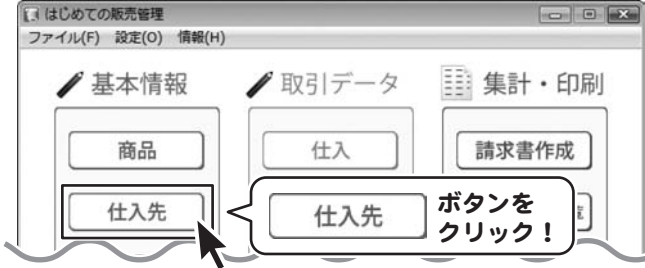 はじめての販売管理
ファイル(F) 設定(O) 情報(H)
基本情報 取引データ 集計・印刷
商品 仕入 請求書作成
仕入先 仕入先 ボタンを
クリック！